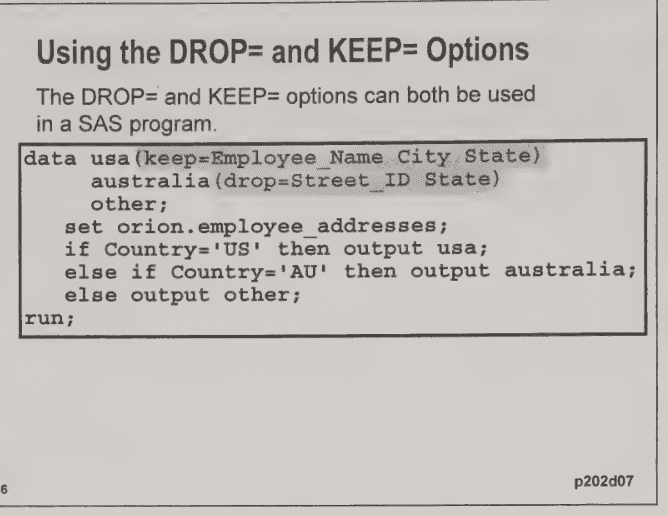 Using the DROP= and KEEP= Options
The DROP= and KEEP= options can both be used
in a SAS program.
data usa(keep=Employee_Name City State)
australia(drop=Street_ID State)
other;
set orion.employee_addresses;
if Country='US' then output usa;
else if Country='AU' then output australia;
else output other;
run;
6
p202d07